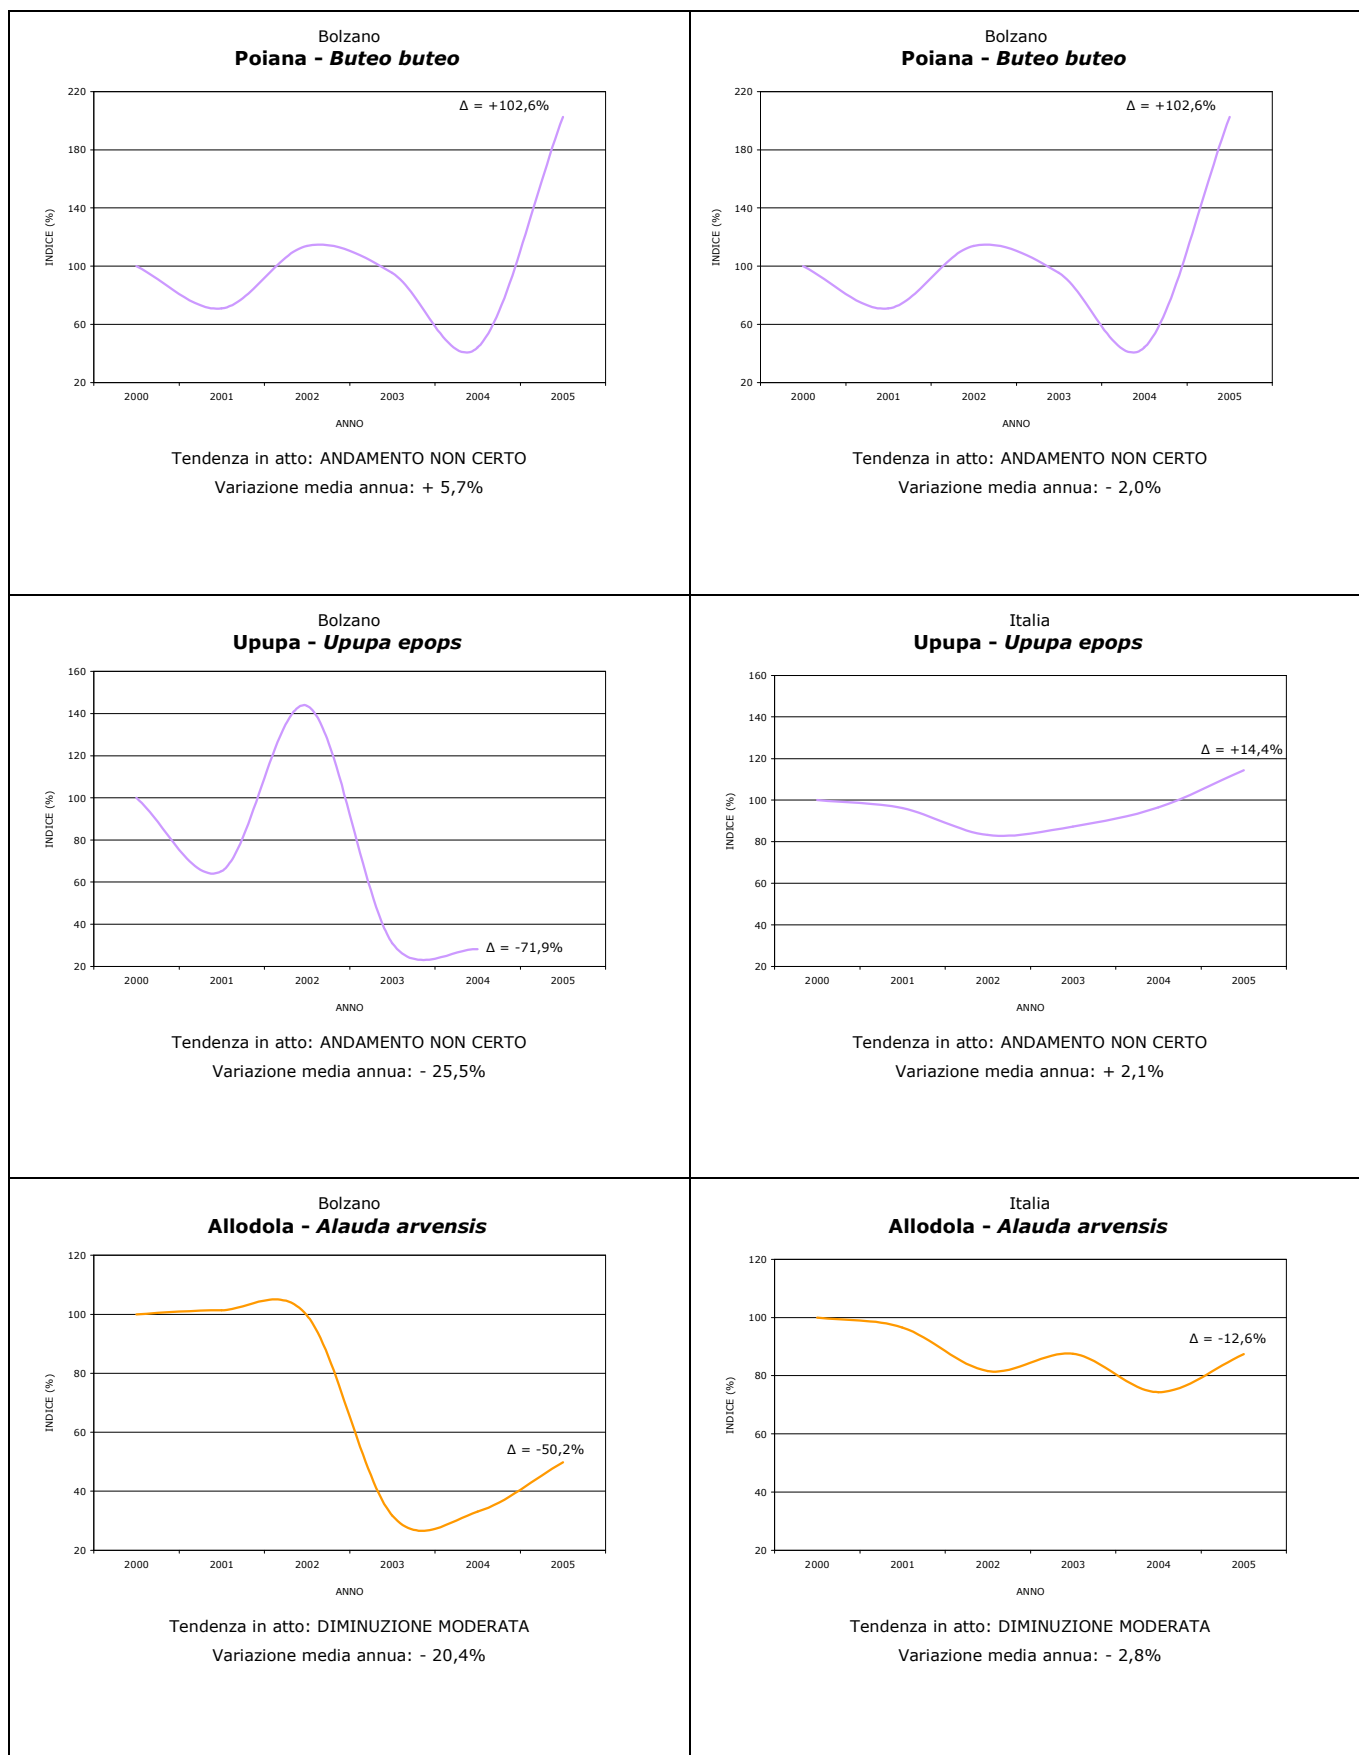 Bolzano
Poiana - Buteo buteo
Δ = +102,6%
220
180
140
100
60
20
INDICE (%)
2000 2001 2002 2003 2004 2005
ANNO
Tendenza in atto: ANDAMENTO NON CERTO
Variazione media annua: + 5,7%
Bolzano
Poiana - Buteo buteo
Δ = +102,6%
220
180
140
100
60
20
INDICE (%)
2000 2001 2002 2003 2004 2005
ANNO
Tendenza in atto: ANDAMENTO NON CERTO
Variazione media annua: - 2,0%
Bolzano
Upupa - Upupa epops
160
140
120
100
80
60
40
20
INDICE (%)
Δ = -71,9%
2000 2001 2002 2003 2004 2005
ANNO
Tendenza in atto: ANDAMENTO NON CERTO
Variazione media annua: - 25,5%
Italia
Upupa - Upupa epops
160
140
120
100
80
60
40
20
INDICE (%)
Δ = +14,4%
2000 2001 2002 2003 2004 2005
ANNO
Tendenza in atto: ANDAMENTO NON CERTO
Variazione media annua: + 2,1%
Bolzano
Allodola - Alauda arvensis
120
100
80
60
40
20
INDICE (%)
Δ = -50,2%
2000 2001 2002 2003 2004 2005
ANNO
Tendenza in atto: DIMINUZIONE MODERATA
Variazione media annua: - 20,4%
Italia
Allodola - Alauda arvensis
120
100
80
60
40
20
INDICE (%)
Δ = -12,6%
2000 2001 2002 2003 2004 2005
ANNO
Tendenza in atto: DIMINUZIONE MODERATA
Variazione media annua: - 2,8%